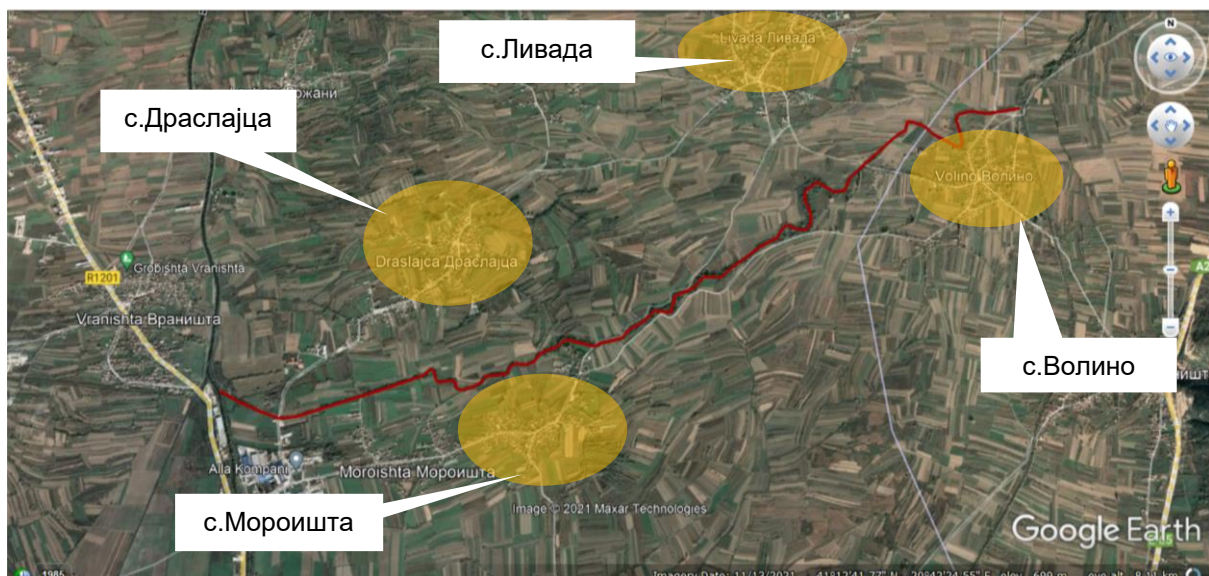 с.Ливада
Livada Ливада
с.Драслајца
Draslajca Драслајца
Volino Волино
Grobishta Vranishta
R1201
Vranishta Враништа
с.Волино
Alla Kompani
Moroishta Мороишта
с.Мороишта
Image © 2021 Maxar Technologies
Google Earth
1985
N